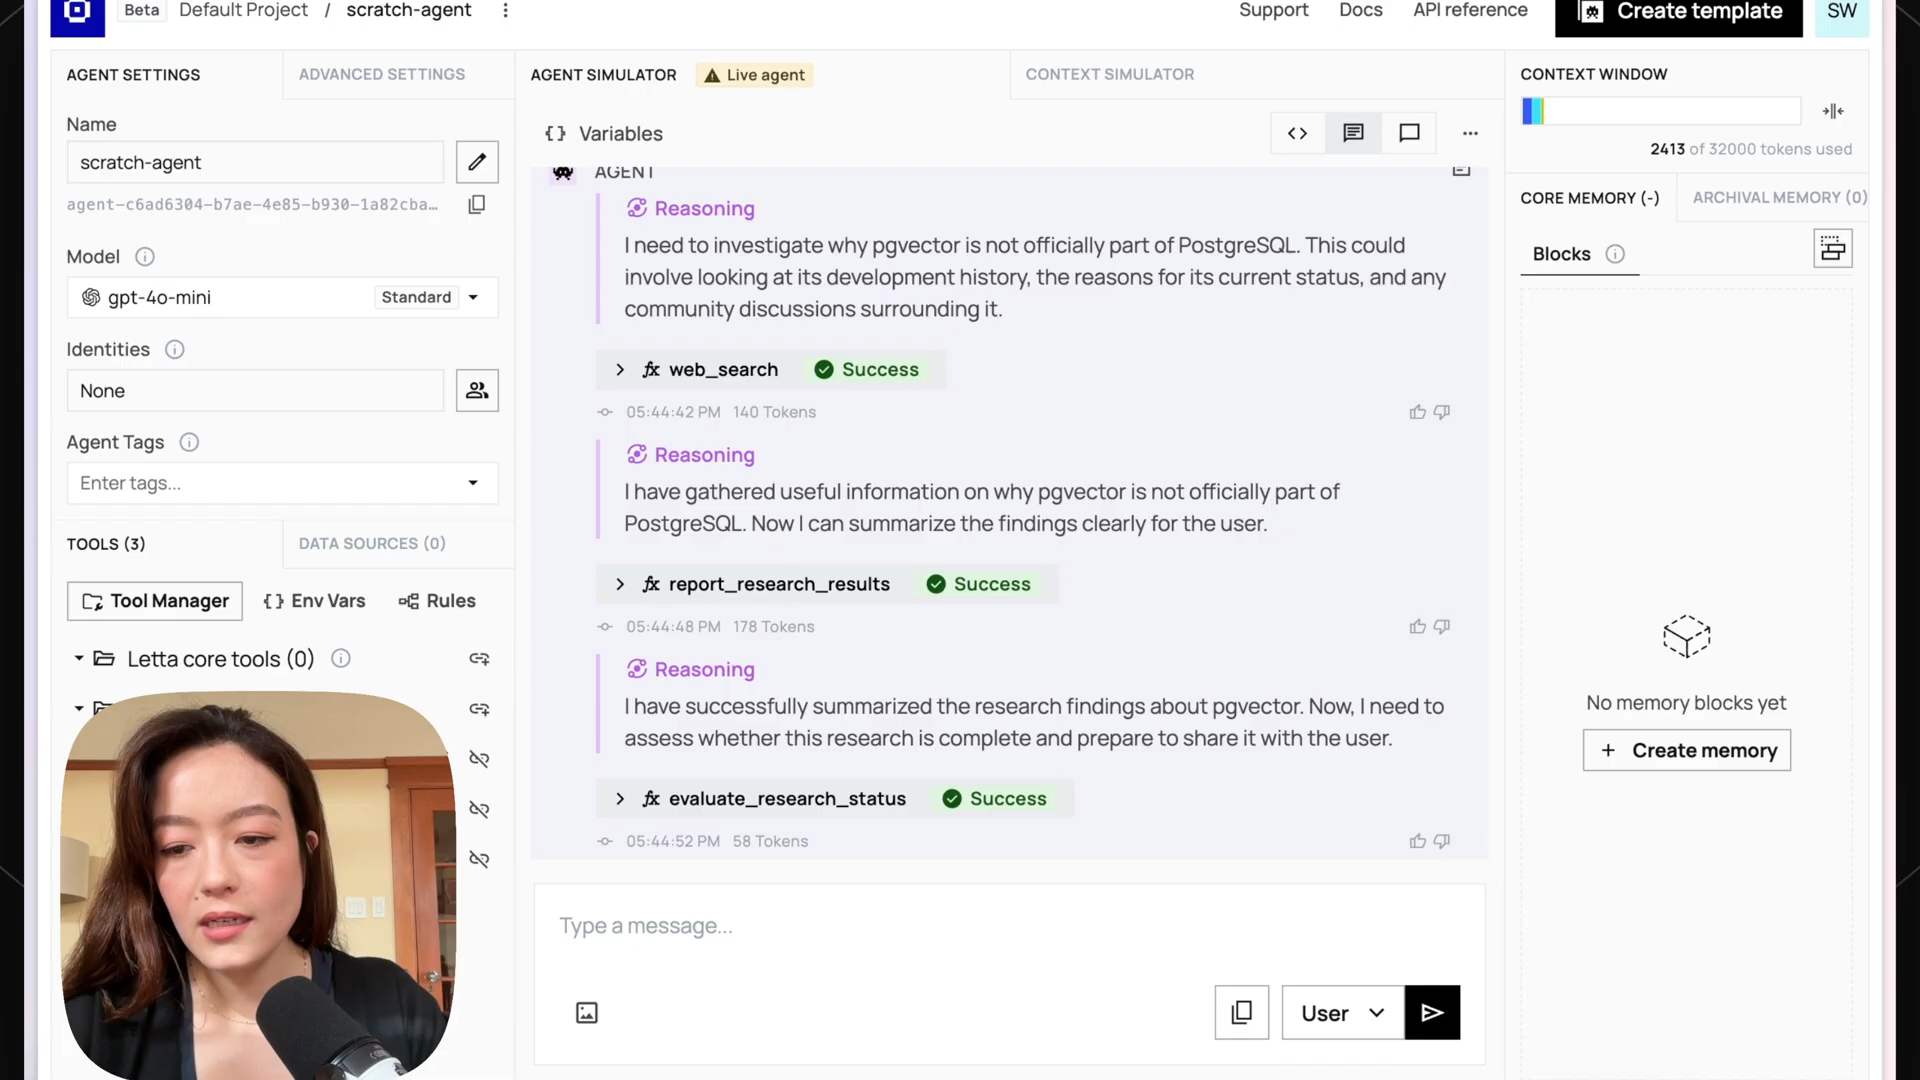 Beta
Default Project / scratch-agent
Support
Docs
API reference
Create template
SW
AGENT SETTINGS
ADVANCED SETTINGS
Name
scratch-agent
agent-c6ad6304-b7ae-4e85-b930-1a82cba…
Model
gpt-4o-mini
Standard
Identities
None
Agent Tags
Enter tags...
TOOLS (3)
DATA SOURCES (0)
Tool Manager
{} Env Vars
Rules
Letta core tools (0)
AGENT SIMULATOR
Live agent
CONTEXT SIMULATOR
{} Variables
AGENT
Reasoning
I need to investigate why pgvector is not officially part of PostgreSQL. This could
involve looking at its development history, the reasons for its current status, and any
community discussions surrounding it.
fx web_search
Success
05:44:42 PM 140 Tokens
Reasoning
I have gathered useful information on why pgvector is not officially part of
PostgreSQL. Now I can summarize the findings clearly for the user.
fx report_research_results
Success
05:44:48 PM 178 Tokens
Reasoning
I have successfully summarized the research findings about pgvector. Now, I need to
assess whether this research is complete and prepare to share it with the user.
fx evaluate_research_status
Success
05:44:52 PM 58 Tokens
Type a message...
User
CONTEXT WINDOW
2413 of 32000 tokens used
CORE MEMORY (-)
ARCHIVAL MEMORY (0)
Blocks
No memory blocks yet
+ Create memory